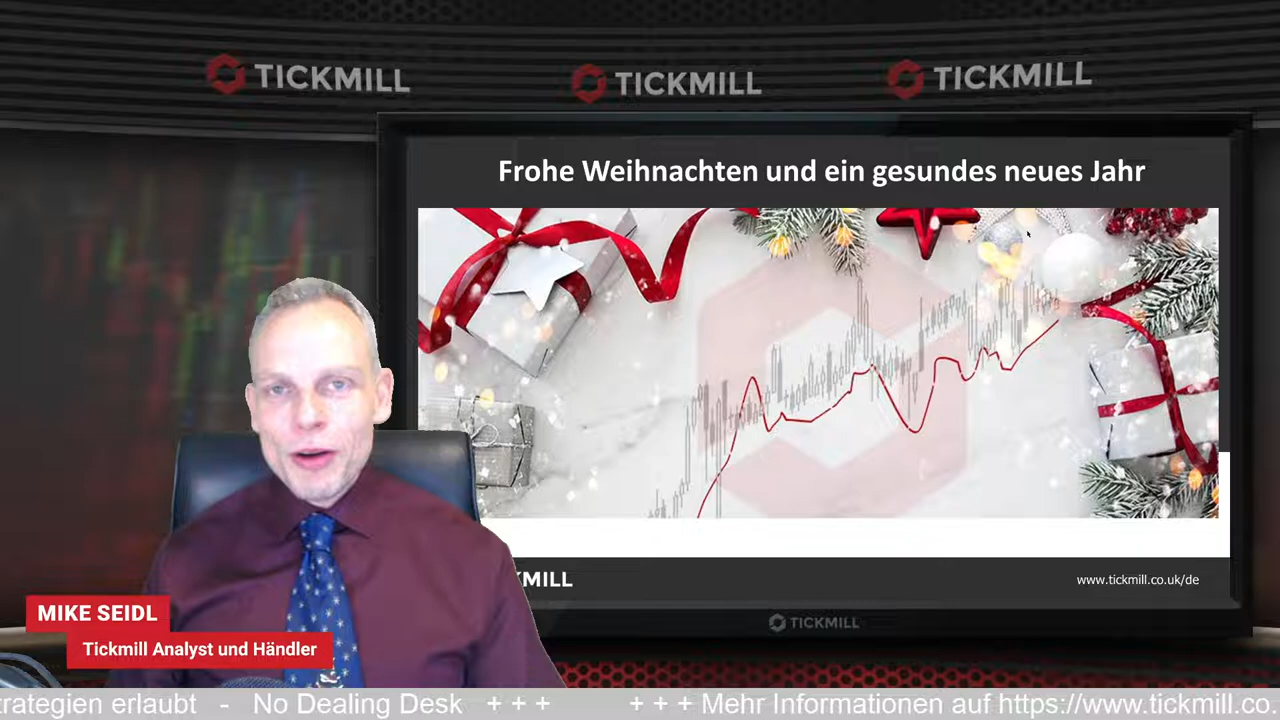 TICKMILL
TICKMILL
TICKMILL
Frohe Weihnachten und ein gesundes neues Jahr
KMILL
www.tickmill.co.uk/de
TICKMILL
MIKE SEIDL
Tickmill Analyst und Händler
trategien erlaubt - No Dealing Desk + + + + + + Mehr Informationen auf https://www.tickmill.co.